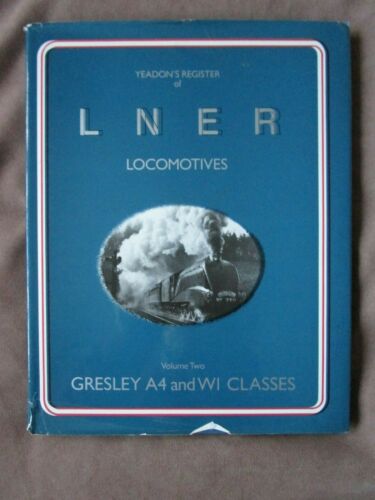 YEADON'S REGISTER
of
L N E R
LOCOMOTIVES
Volume Two
GRESLEY A4 and W1 CLASSES